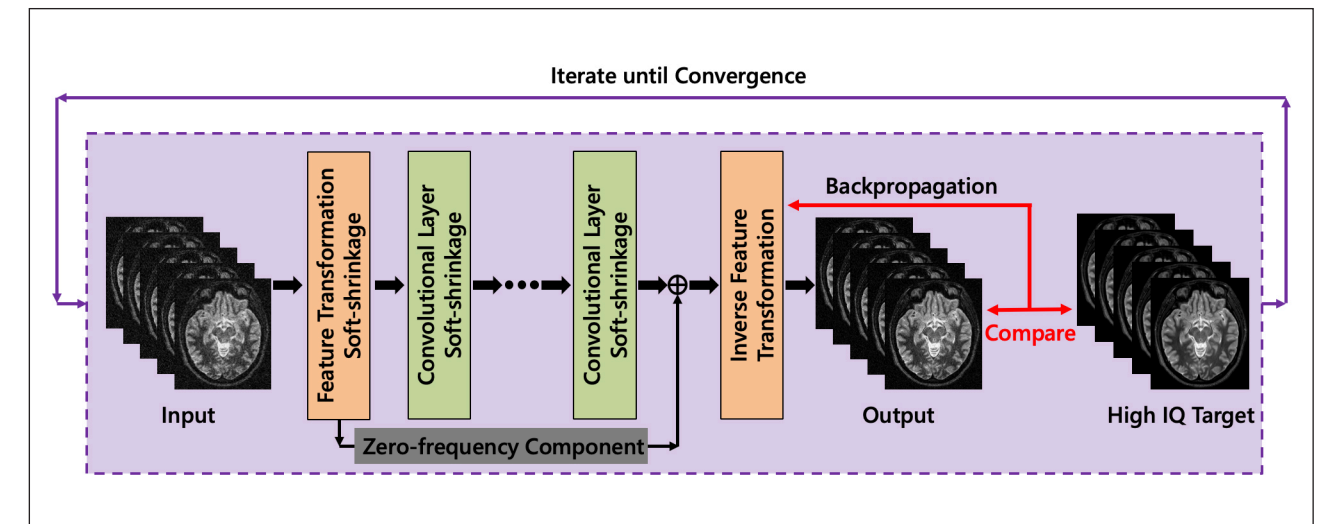 Iterate until Convergence
Feature Transformation
Soft-shrinkage
Convolutional Layer
Soft-shrinkage
Convolutional Layer
Soft-shrinkage
Inverse Feature
Transformation
Backpropagation
Compare
Input
Output
High IQ Target
Zero-frequency Component